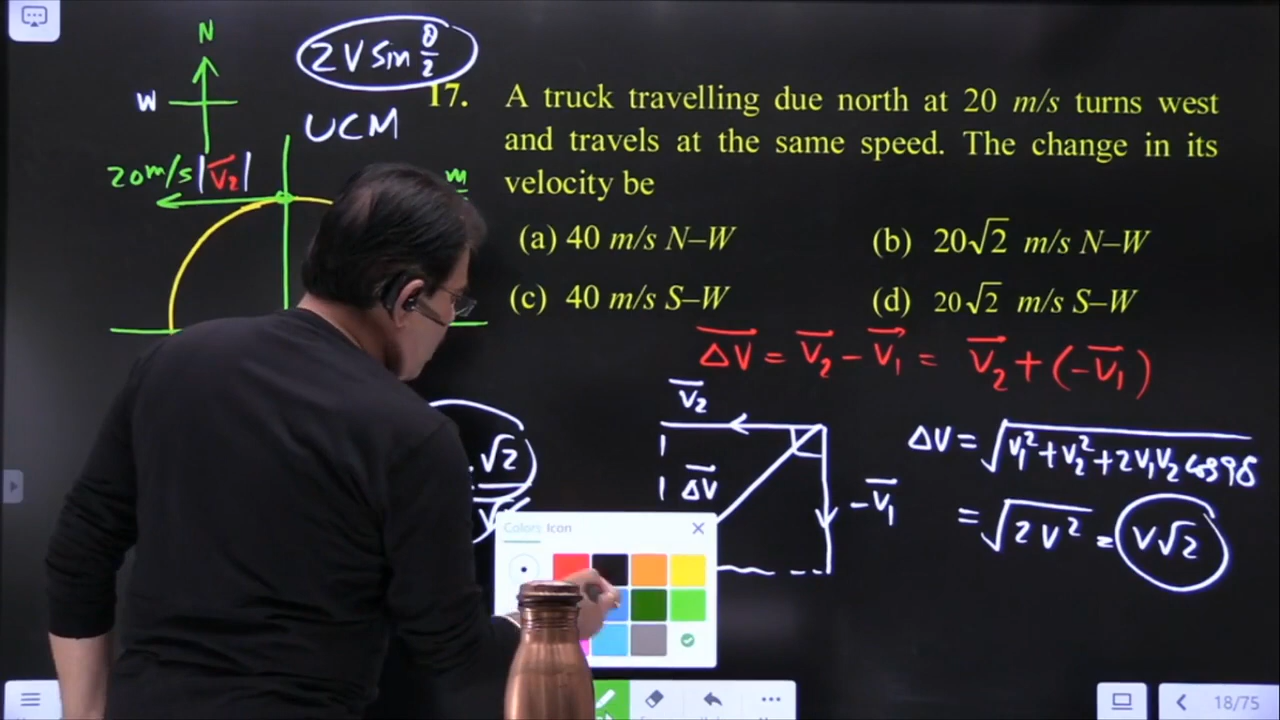 N
W
2V sin θ/2
UCM
20m/s |V₂|
m
17. A truck travelling due north at 20 m/s turns west
and travels at the same speed. The change in its
velocity be
(a) 40 m/s N–W
(b) 20√2 m/s N–W
(c) 40 m/s S–W
(d) 20√2 m/s S–W
ΔV = V₂ – V₁ = V₂ + (–V₁)
V₂
ΔV
–V₁
√2
ΔV = √V₁² + V₂² + 2V₁V₂ cos 90
= √2V² = V√2
Colors Icon
18/75